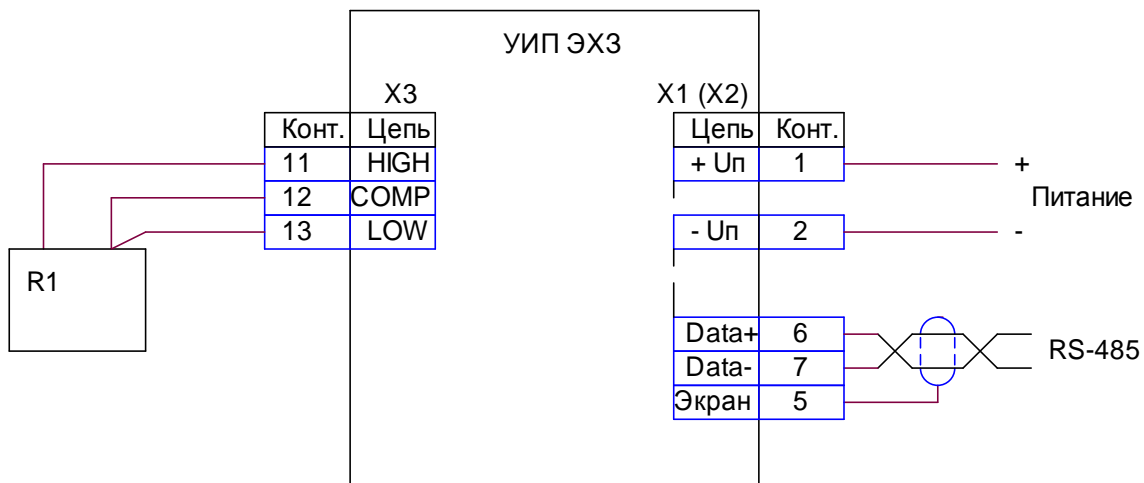 УИП ЭХЗ
X3
X1 (X2)
Конт. Цепь
Цепь Конт.
11 HIGH
+ Uп 1
+
12 COMP
Питание
13 LOW
- Uп 2
-
R1
Data+ 6
RS-485
Data- 7
Экран 5